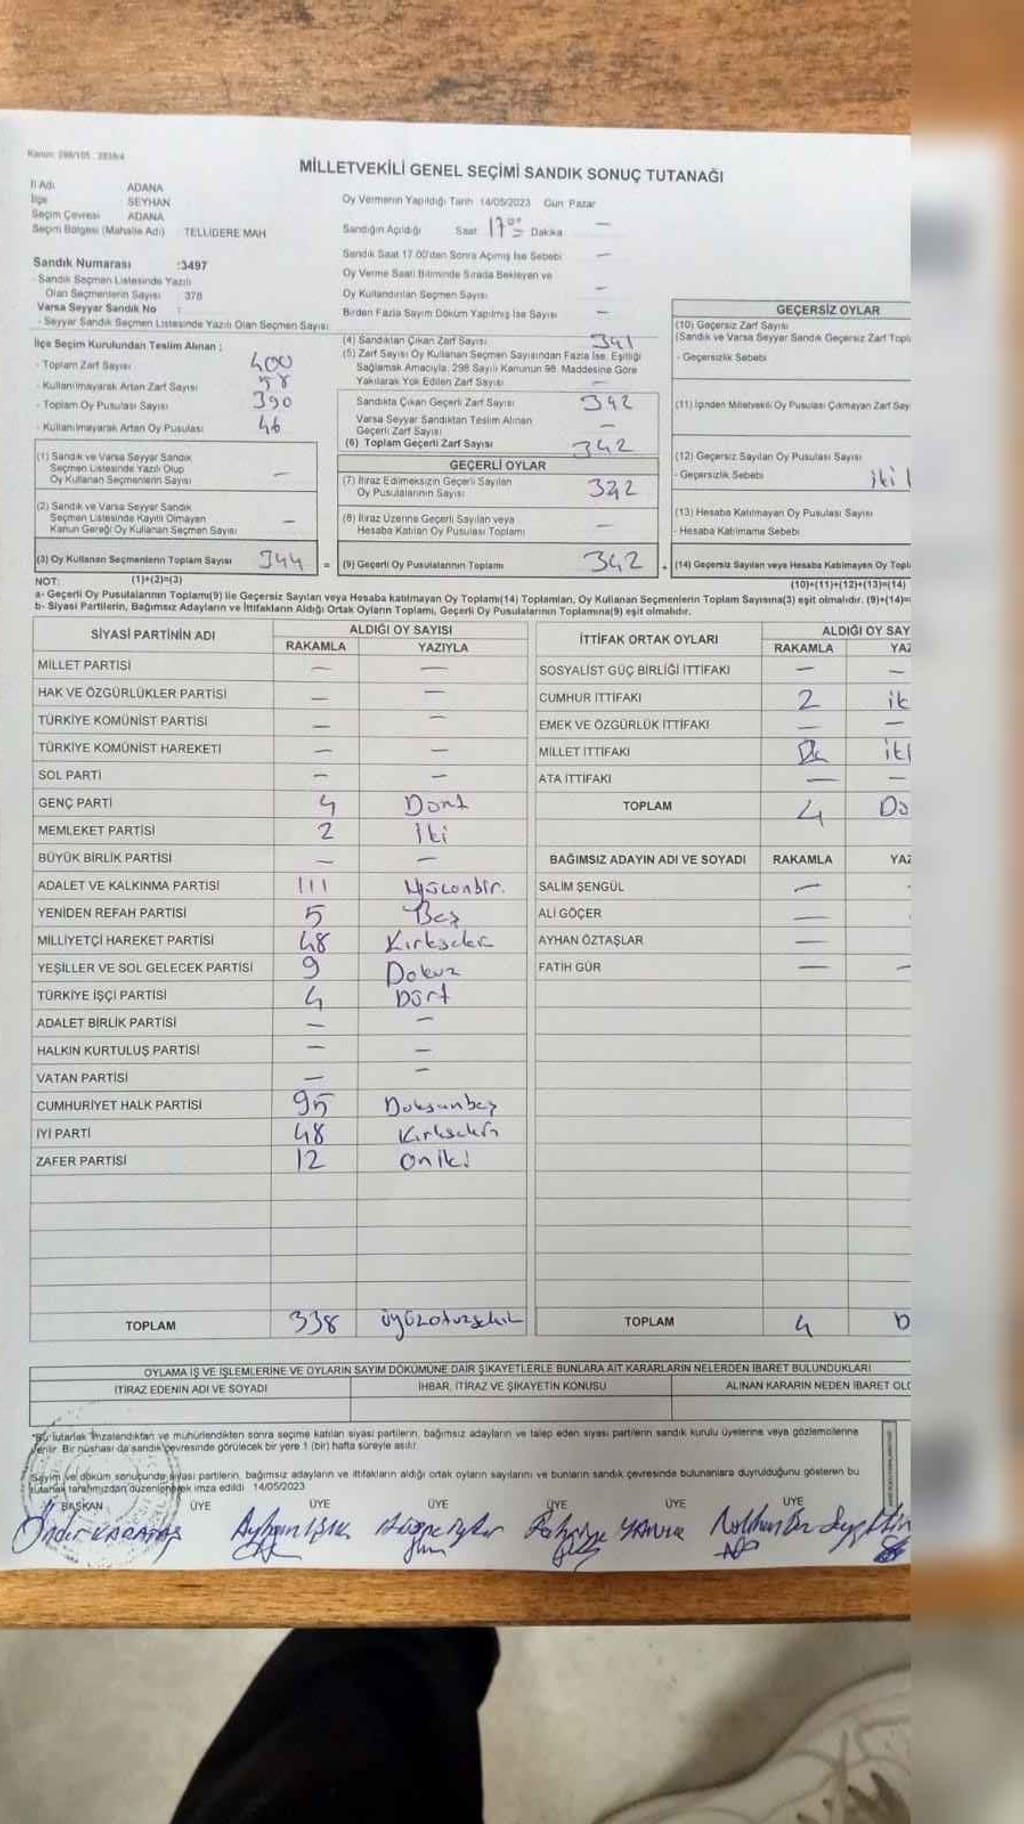 Kanun: 298/105 , 2839/4
MİLLETVEKİLİ GENEL SEÇİMİ SANDIK SONUÇ TUTANAĞI
İl Adı ADANA
İlçe SEYHAN
Seçim Çevresi ADANA
Seçim Bölgesi (Mahalle Adı) TELLİDERE MAH
Sandık Numarası :3497
- Sandık Seçmen Listesinde Yazılı
Olan Seçmenlerin Sayısı : 378
Varsa Seyyar Sandık No :
- Seyyar Sandık Seçmen Listesinde Yazılı Olan Seçmen Sayısı:
Oy Vermenin Yapıldığı Tarih 14/05/2023 Gün Pazar
Sandığın Açıldığı Saat 17 00 Dakika —
Sandık Saat 17.00'den Sonra Açımış İse Sebebi —
Oy Verme Saati Bitiminde Sırada Bekleyen ve
Oy Kullandırılan Seçmen Sayısı —
Birden Fazla Sayım Döküm Yapılmış İse Sayısı —
İlçe Seçim Kurulundan Teslim Alınan :
- Toplam Zarf Sayısı 400
- Kullanılmayarak Artan Zarf Sayısı 58
- Toplam Oy Pusulası Sayısı 390
- Kullanılmayarak Artan Oy Pusulası 46
(4) Sandıktan Çıkan Zarf Sayısı 341
(5) Zarf Sayısı Oy Kullanan Seçmen Sayısından Fazla İse, Eşitliği
Sağlamak Amacıyla, 298 Sayılı Kanunun 98. Maddesine Göre
Yakılarak Yok Edilen Zarf Sayısı —
Sandıkta Çıkan Geçerli Zarf Sayısı 342
Varsa Seyyar Sandıktan Teslim Alınan
Geçerli Zarf Sayısı —
(6) Toplam Geçerli Zarf Sayısı 342
GEÇERSİZ OYLAR
(10) Geçersiz Zarf Sayısı
(Sandık ve Varsa Seyyar Sandık Geçersiz Zarf Topl
- Geçersizlik Sebebi
(11) İçinden Milletvekili Oy Pusulası Çıkmayan Zarf Say
(12) Geçersiz Sayılan Oy Pusulası Sayısı
- Geçersizlik Sebebi iki
(13) Hesaba Katılmayan Oy Pusulası Sayısı
- Hesaba Katılmama Sebebi
(14) Geçersiz Sayılan veya Hesaba Katılmayan Oy Topl
(10)+(11)+(12)+(13)=(14)
(1) Sandık ve Varsa Seyyar Sandık
Seçmen Listesinde Yazılı Olup
Oy Kullanan Seçmenlerin Sayısı —
(2) Sandık ve Varsa Seyyar Sandık
Seçmen Listesinde Kayıtlı Olmayan
Kanun Gereği Oy Kullanan Seçmen Sayısı —
(3) Oy Kullanan Seçmenlerin Toplam Sayısı 344 =
GEÇERLİ OYLAR
(7) İtiraz Edilmeksizin Geçerli Sayılan
Oy Pusulalarının Sayısı 342
(8) İtiraz Üzerine Geçerli Sayılan veya
Hesaba Katılan Oy Pusulası Toplamı —
(9) Geçerli Oy Pusulalarının Toplamı 342 +
NOT: (1)+(2)=(3)
a- Geçerli Oy Pusulalarının Toplamı(9) ile Geçersiz Sayılan veya Hesaba katılmayan Oy Toplamı(14) Toplamları, Oy Kullanan Seçmenlerin Toplam Sayısına(3) eşit olmalıdır. (9)+(14)=
b- Siyasi Partilerin, Bağımsız Adayların ve İttifakların Aldığı Ortak Oyların Toplamı, Geçerli Oy Pusulalarının Toplamına(9) eşit olmalıdır.
SİYASİ PARTİNİN ADI ALDIĞI OY SAYISI
RAKAMLA YAZIYLA
MİLLET PARTİSİ — —
HAK VE ÖZGÜRLÜKLER PARTİSİ — —
TÜRKİYE KOMÜNİST PARTİSİ — —
TÜRKİYE KOMÜNİST HAREKETİ — —
SOL PARTİ — —
GENÇ PARTİ 4 Dört
MEMLEKET PARTİSİ 2 İki
BÜYÜK BİRLİK PARTİSİ — —
ADALET VE KALKINMA PARTİSİ 111 Yüzonbir.
YENİDEN REFAH PARTİSİ 5 Beş
MİLLİYETÇİ HAREKET PARTİSİ 48 Kırksekiz
YEŞİLLER VE SOL GELECEK PARTİSİ 9 Dokuz
TÜRKİYE İŞÇİ PARTİSİ 4 Dört
ADALET BİRLİK PARTİSİ — —
HALKIN KURTULUŞ PARTİSİ — —
VATAN PARTİSİ — —
CUMHURİYET HALK PARTİSİ 95 Doksanbeş
İYİ PARTİ 48 Kırksekiz
ZAFER PARTİSİ 12 Oniki
TOPLAM 338 üçyüzotuzsekiz
İTTİFAK ORTAK OYLARI ALDIĞI OY SAY
RAKAMLA YAZ
SOSYALİST GÜÇ BİRLİĞİ İTTİFAKI — —
CUMHUR İTTİFAKI 2 ik
EMEK VE ÖZGÜRLÜK İTTİFAKI — —
MİLLET İTTİFAKI iki
ATA İTTİFAKI — —
TOPLAM 4 Dö
BAĞIMSIZ ADAYIN ADI VE SOYADI RAKAMLA YAZ
SALİM ŞENGÜL —
ALİ GÖÇER —
AYHAN ÖZTAŞLAR —
FATİH GÜR — —
TOPLAM 4 D
OYLAMA İŞ VE İŞLEMLERİNE VE OYLARIN SAYIM DÖKÜMÜNE DAİR ŞİKAYETLERLE BUNLARA AİT KARARLARIN NELERDEN İBARET BULUNDUKLARI
İTİRAZ EDENİN ADI VE SOYADI İHBAR, İTİRAZ VE ŞİKAYETİN KONUSU ALINAN KARARIN NEDEN İBARET OLD
*Bu tutanak İmzalandıktan ve mühürlendikten sonra seçime katılan siyasi partilerin, bağımsız adayların ve talep eden siyasi partilerin sandık kurulu üyelerine veya gözlemcilerine
verilir. Bir nüshası da sandık çevresinde görülecek bir yere 1 (bir) hafta süreyle asılır.
Sayım ve döküm sonucunda siyasi partilerin, bağımsız adayların ve ittifakların aldığı ortak oyların sayılarını ve bunların sandık çevresinde bulunanlara duyrulduğunu gösteren bu
tutanak tarafımızdan düzenlenerek imza edildi 14/05/2023
BAŞKAN ÜYE ÜYE ÜYE ÜYE ÜYE ÜYE
Önder KARATAŞ Ayhan IŞIK